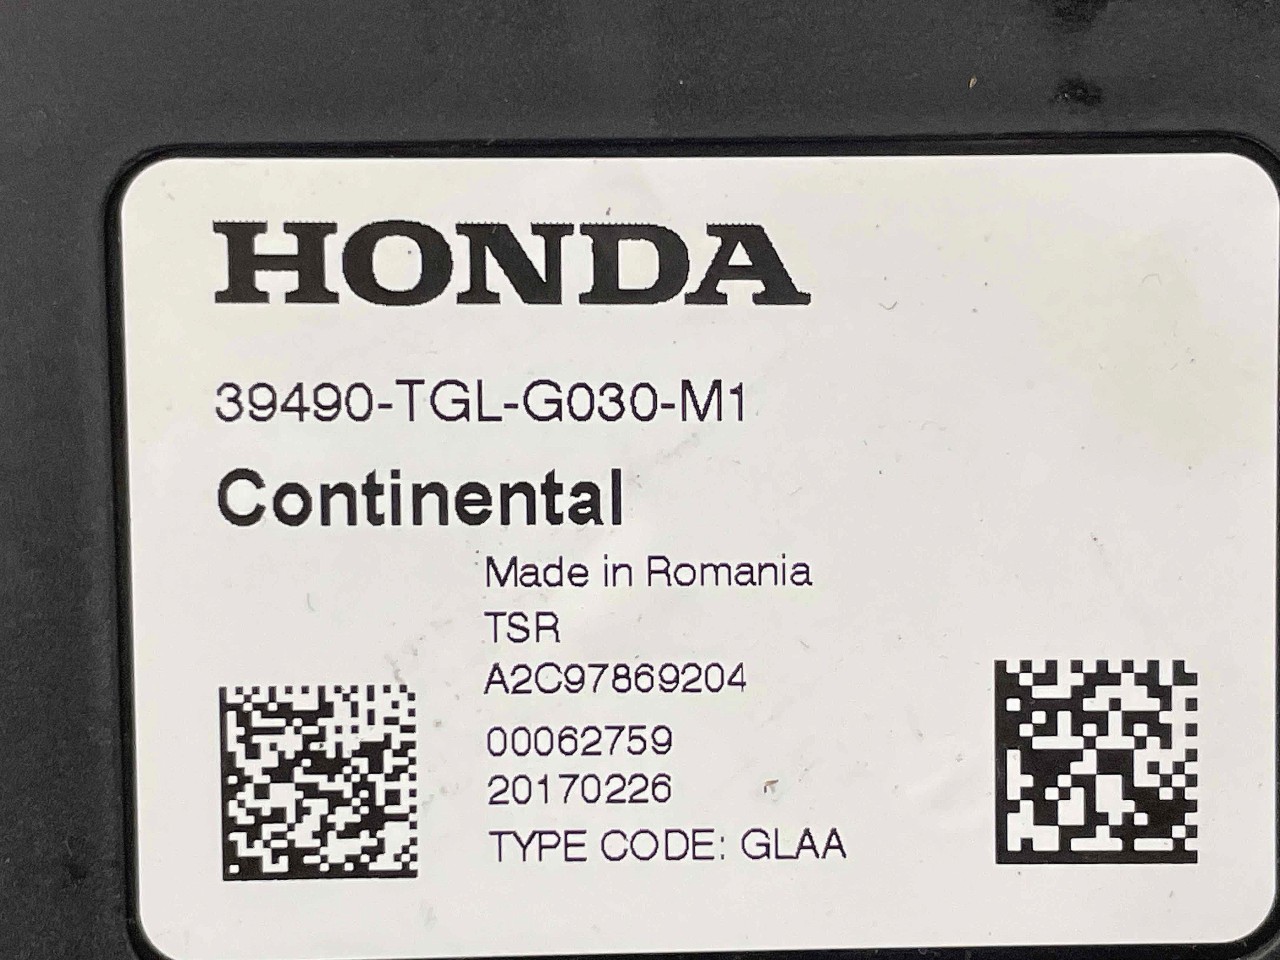 HONDA
39490-TGL-G030-M1
Continental
Made in Romania
TSR
A2C97869204
00062759
20170226
TYPE CODE: GLAA